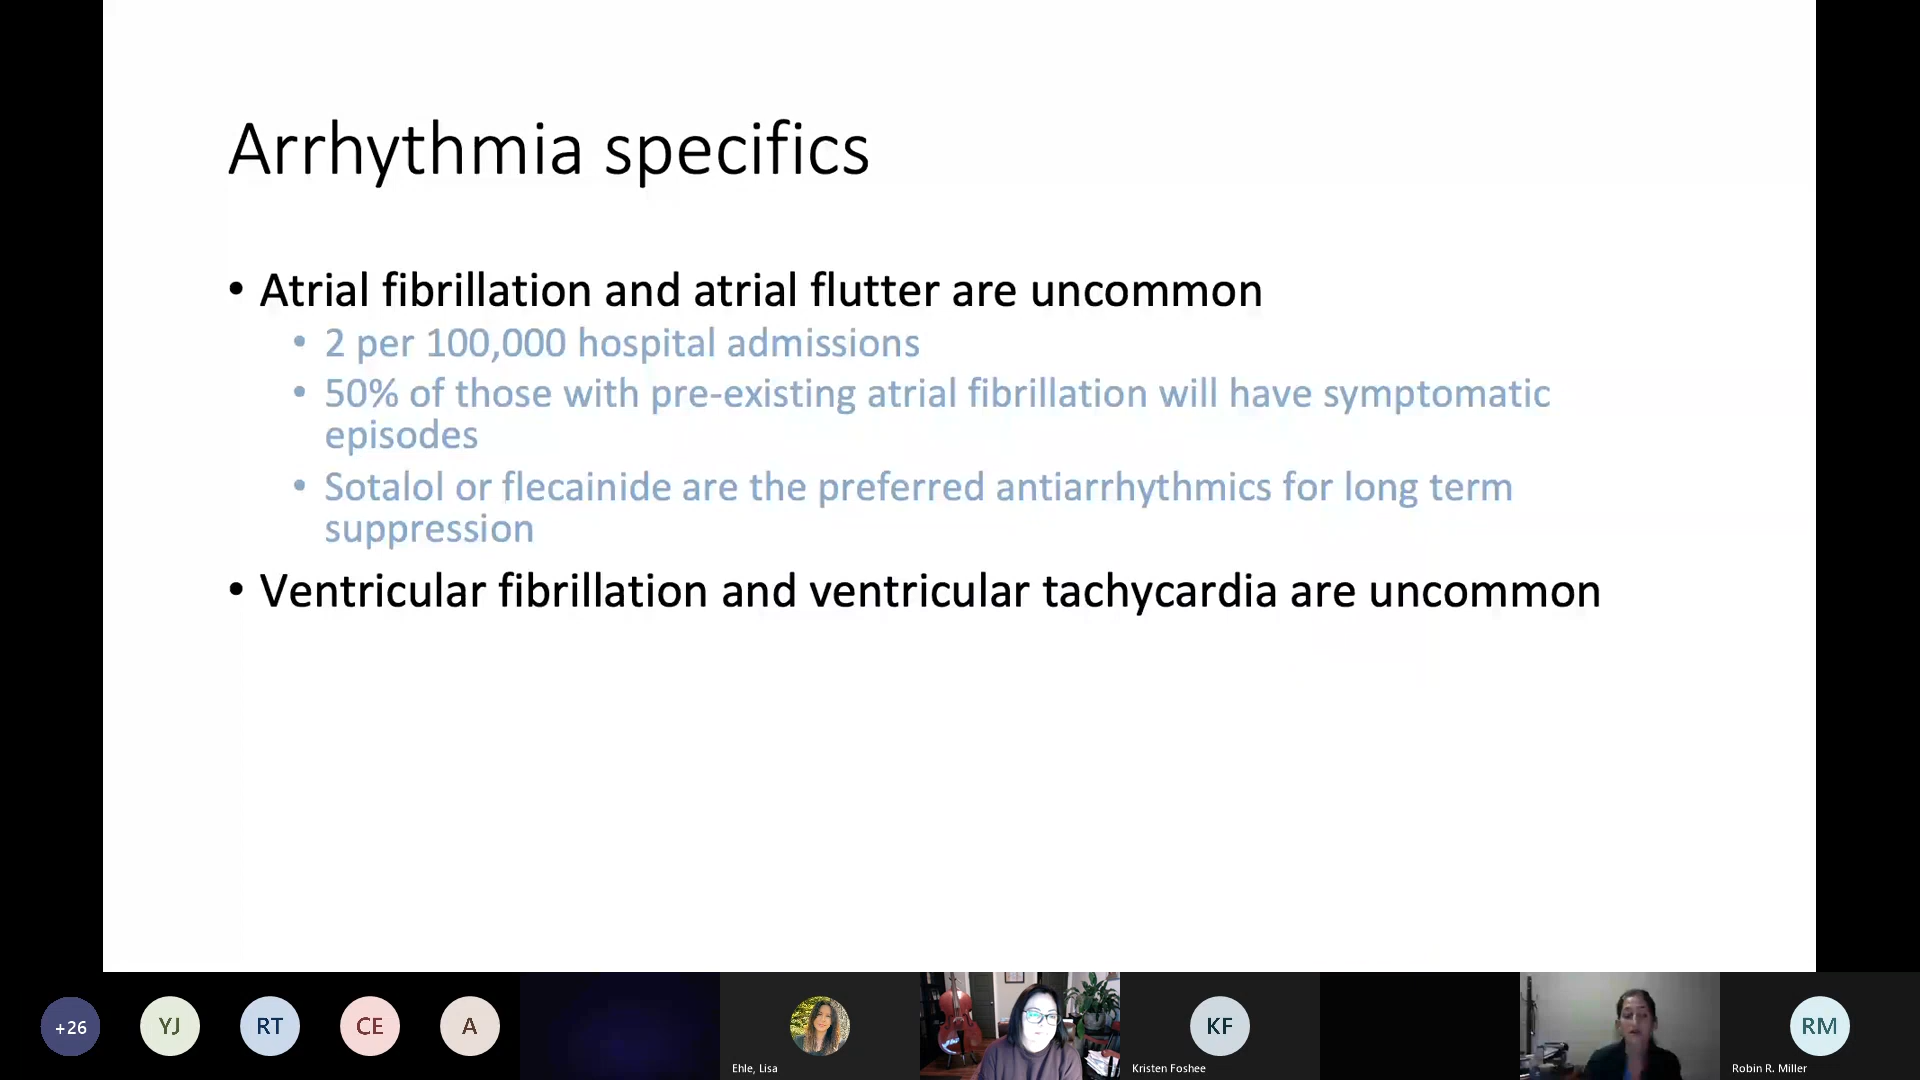 Arrhythmia specifics
• Atrial fibrillation and atrial flutter are uncommon
• 2 per 100,000 hospital admissions
• 50% of those with pre-existing atrial fibrillation will have symptomatic
episodes
• Sotalol or flecainide are the preferred antiarrhythmics for long term
suppression
• Ventricular fibrillation and ventricular tachycardia are uncommon
+26
YJ
RT
CE
A
Ehle, Lisa
KF
Kristen Foshee
RM
Robin R. Miller